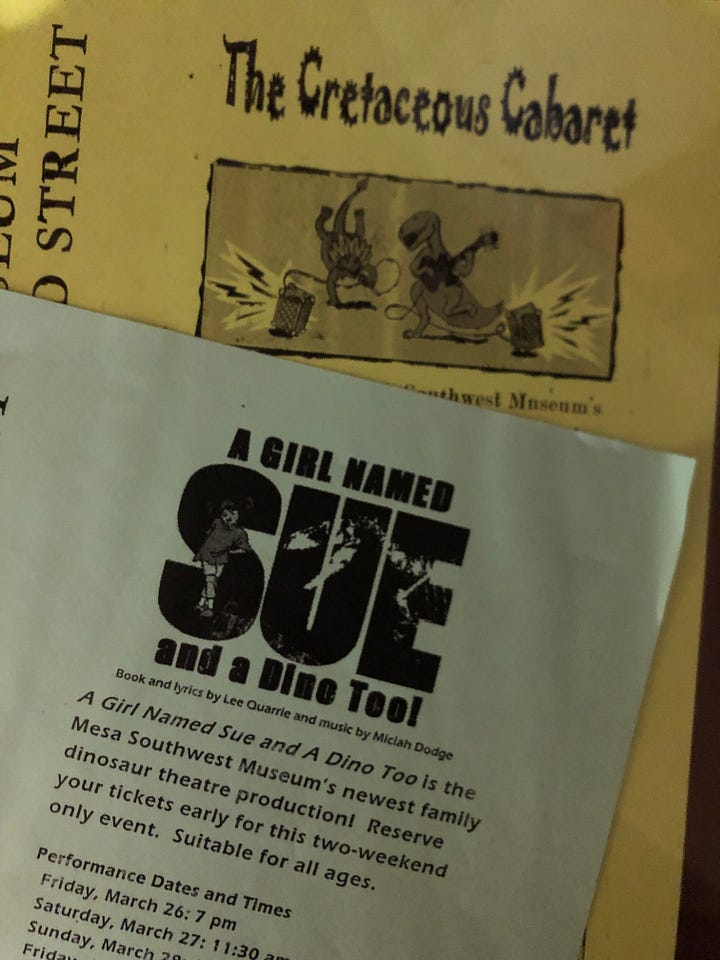 STREET
The Cretaceous Cabaret
Southwest Museum's
A GIRL NAMED
SUE
and a Dino Too!
Book and lyrics by Lee Quarrie and music by Miciah Dodge
A Girl Named Sue and A Dino Too is the
Mesa Southwest Museum's newest family
dinosaur theatre production! Reserve
your tickets early for this two-weekend
only event. Suitable for all ages.
Performance Dates and Times
Friday, March 26: 7 pm
Saturday, March 27: 11:30 am
Sunday, March
Friday